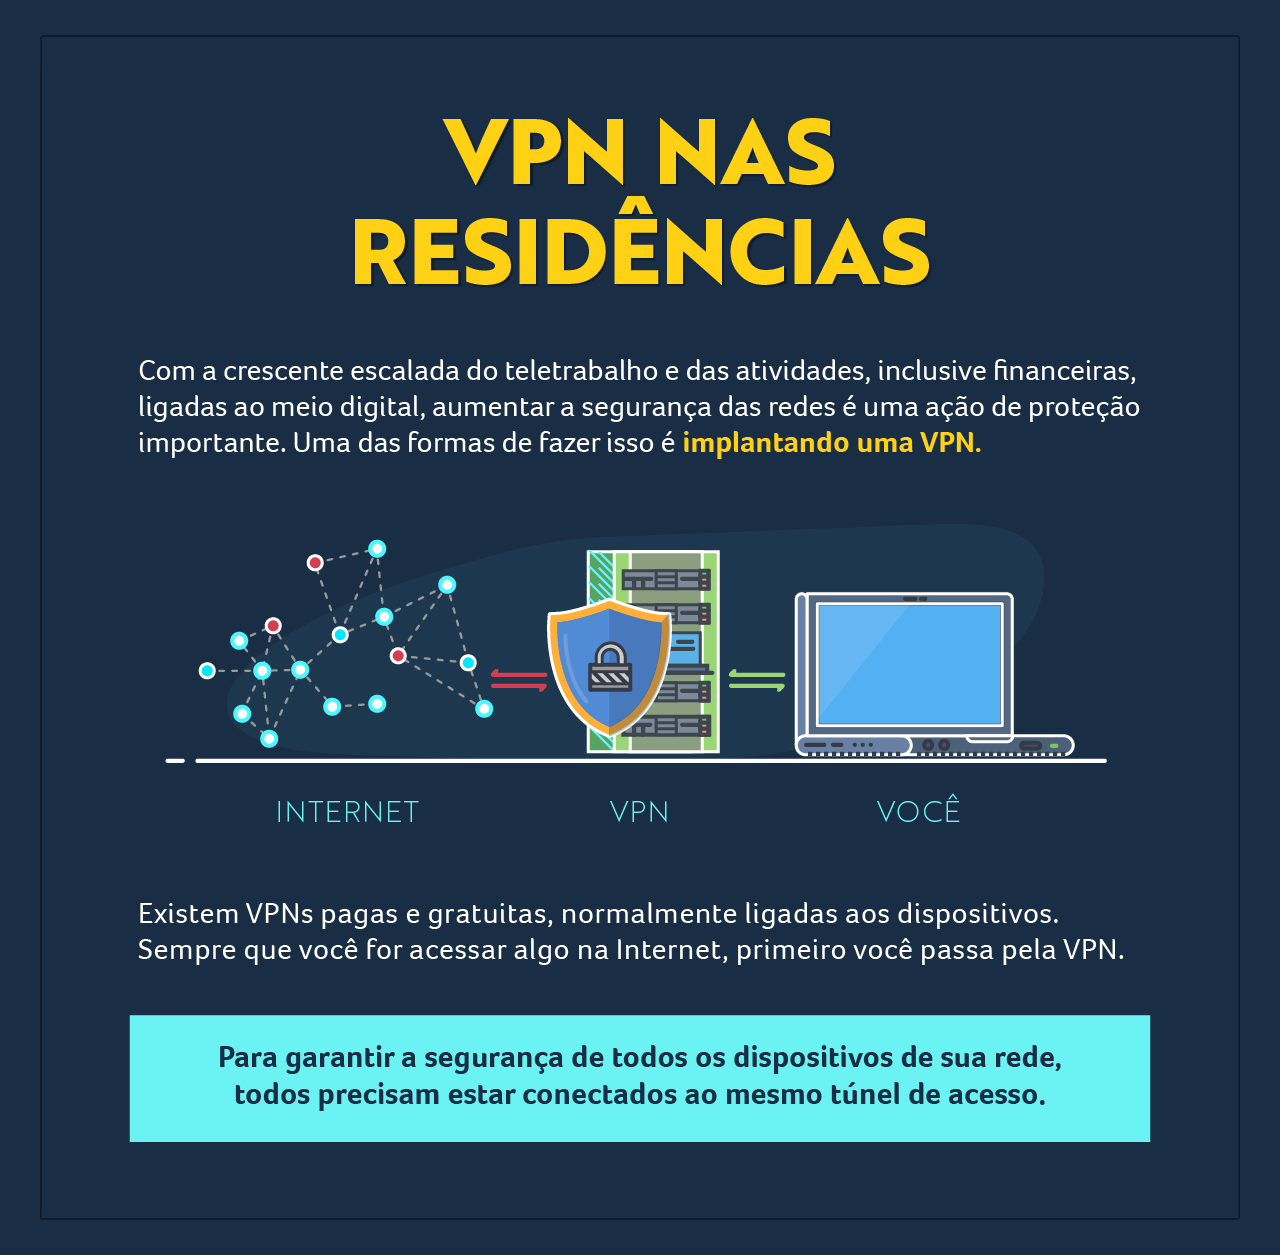 VPN NAS
RESIDÊNCIAS
Com a crescente escalada do teletrabalho e das atividades, inclusive financeiras,
ligadas ao meio digital, aumentar a segurança das redes é uma ação de proteção
importante. Uma das formas de fazer isso é implantando uma VPN.
INTERNET VPN VOCÊ
Existem VPNs pagas e gratuitas, normalmente ligadas aos dispositivos.
Sempre que você for acessar algo na Internet, primeiro você passa pela VPN.
Para garantir a segurança de todos os dispositivos de sua rede,
todos precisam estar conectados ao mesmo túnel de acesso.